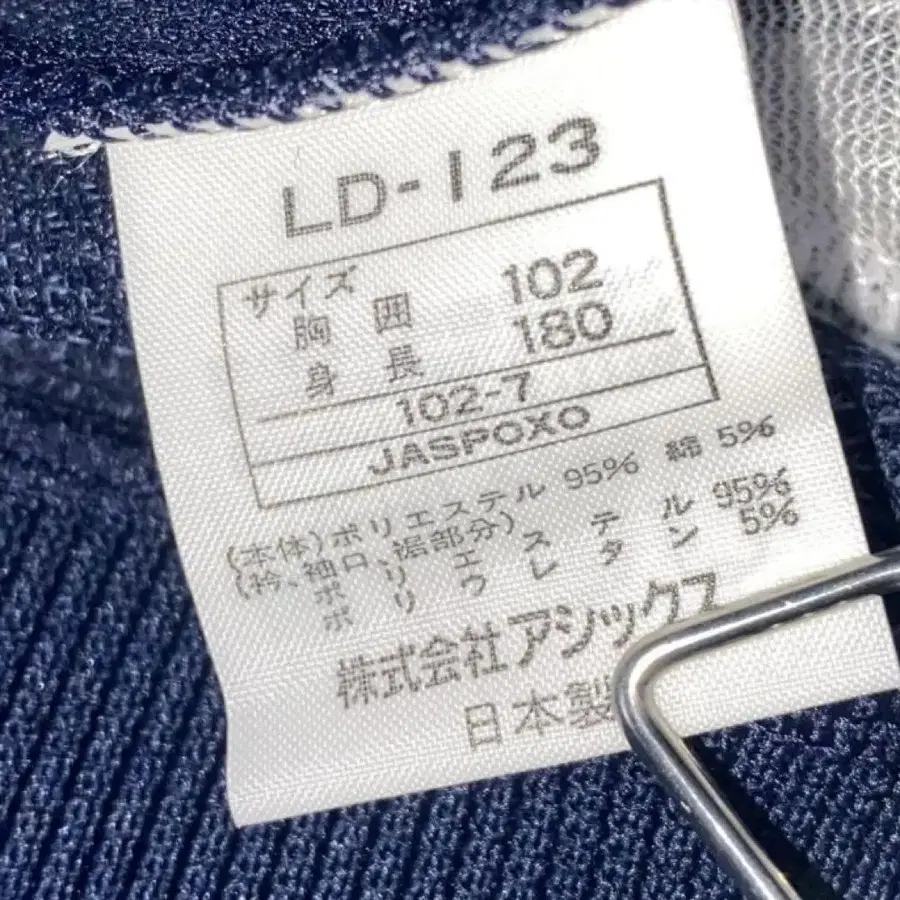 LD-123
サイズ
胸 囲 102
身 長 180
102-7
JASPOXO
(本体)ポリエステル 95% 綿 5%
(衿、袖口、裾部分)
ポリエステル 95%
ポリウレタン 5%
株式会社アシックス
日本製